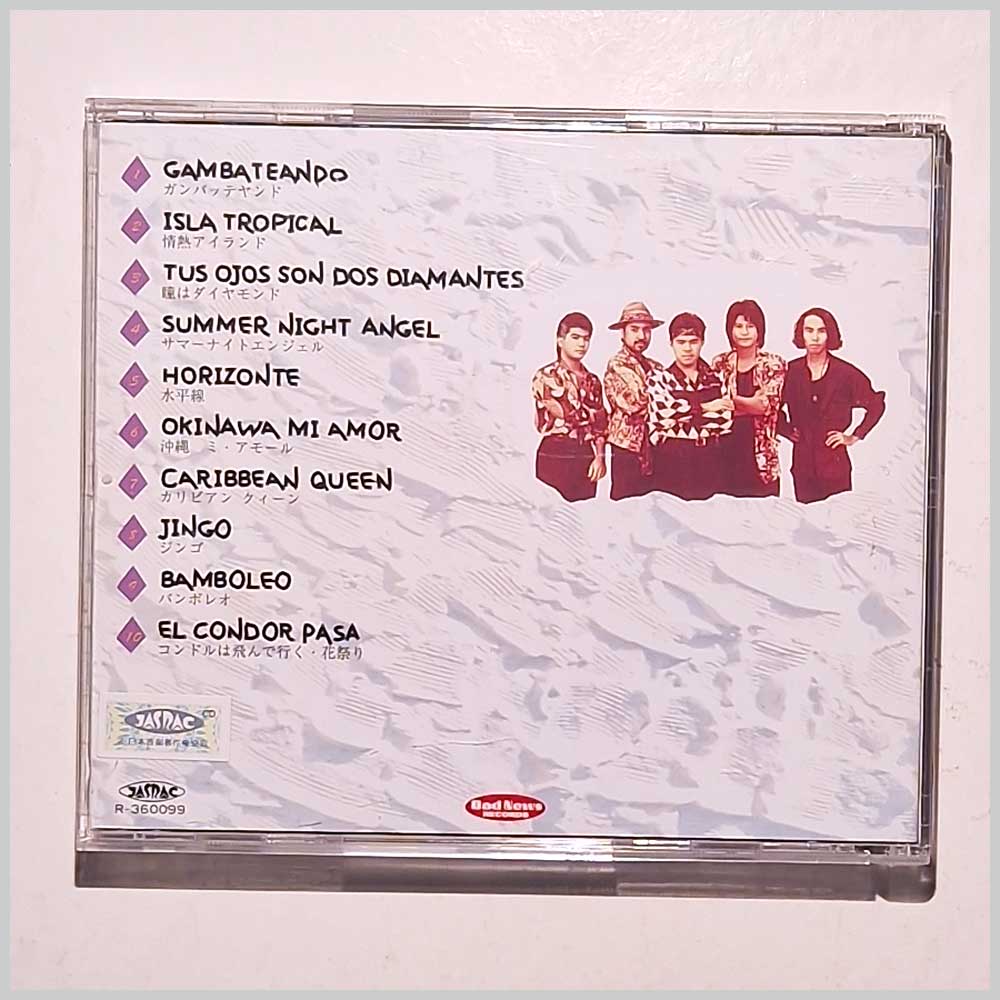 1 GAMBATEANDO
ガンバッテヤンド
2 ISLA TROPICAL
情熱アイランド
3 TUS OJOS SON DOS DIAMANTES
瞳はダイヤモンド
4 SUMMER NIGHT ANGEL
サマーナイトエンジェル
5 HORIZONTE
水平線
6 OKINAWA MI AMOR
沖縄 ミ・アモール
7 CARIBBEAN QUEEN
カリビアン クィーン
8 JINGO
ジンゴ
9 BAMBOLEO
バンボレオ
10 EL CONDOR PASA
コンドルは飛んで行く・花祭り
JASRAC CD
JASRAC
R-360099
Bad News
RECORDS